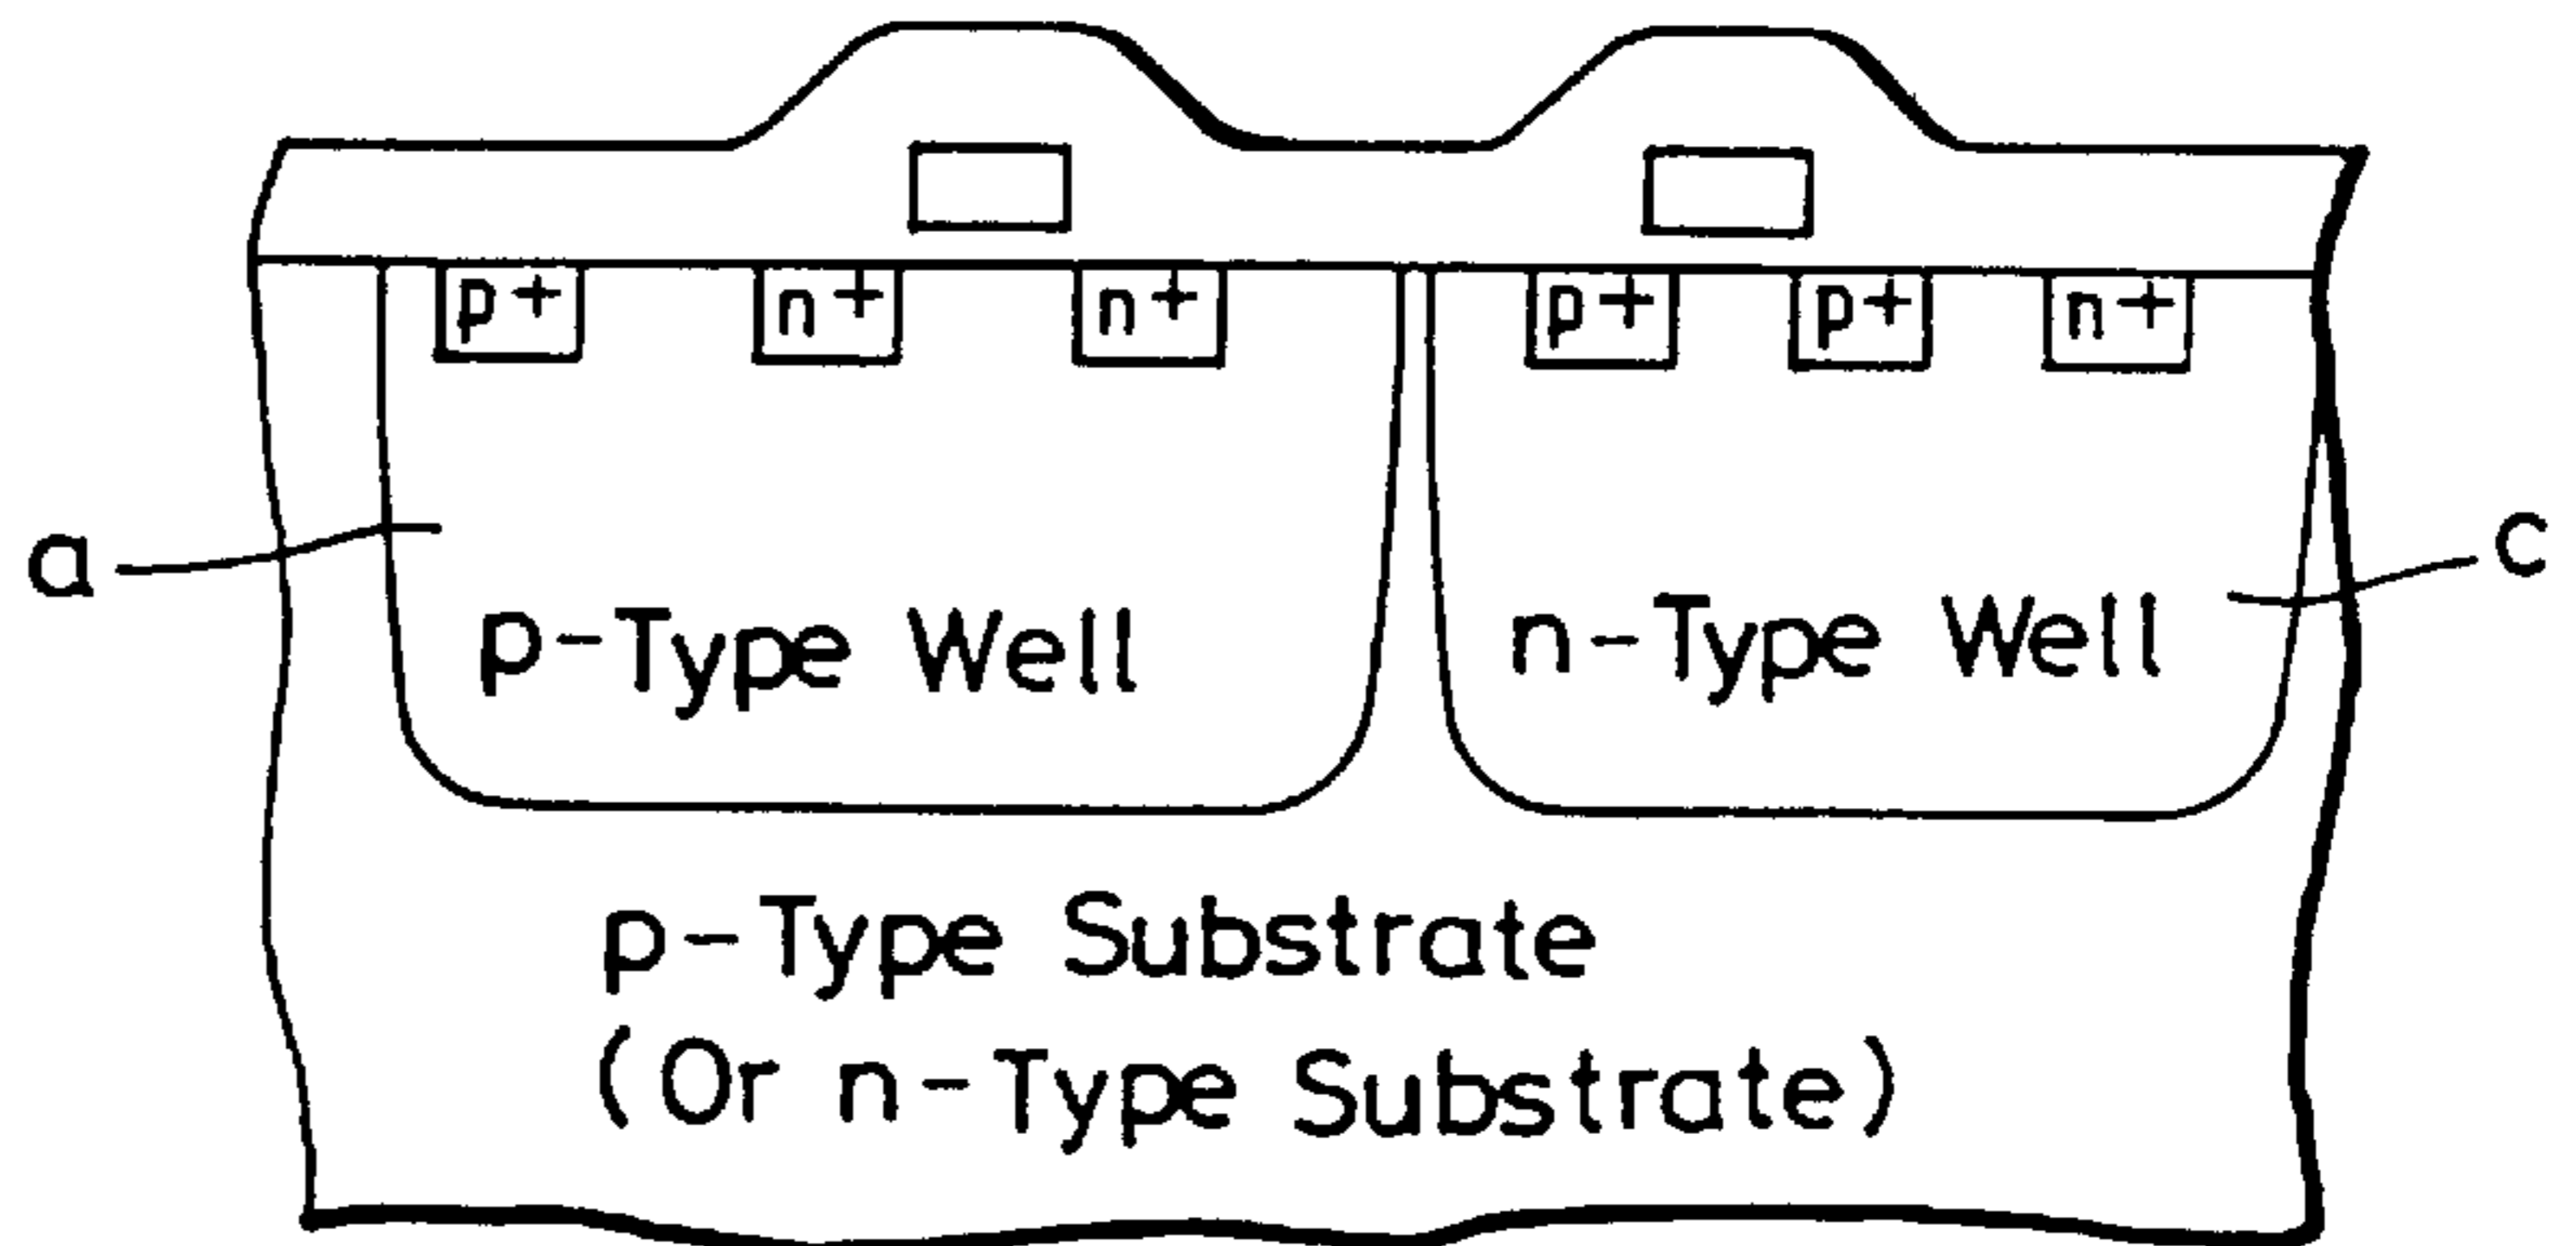 p+ n+ n+ p+ p+ n+
a c
p-Type Well n-Type Well
p-Type Substrate
(Or n-Type Substrate)